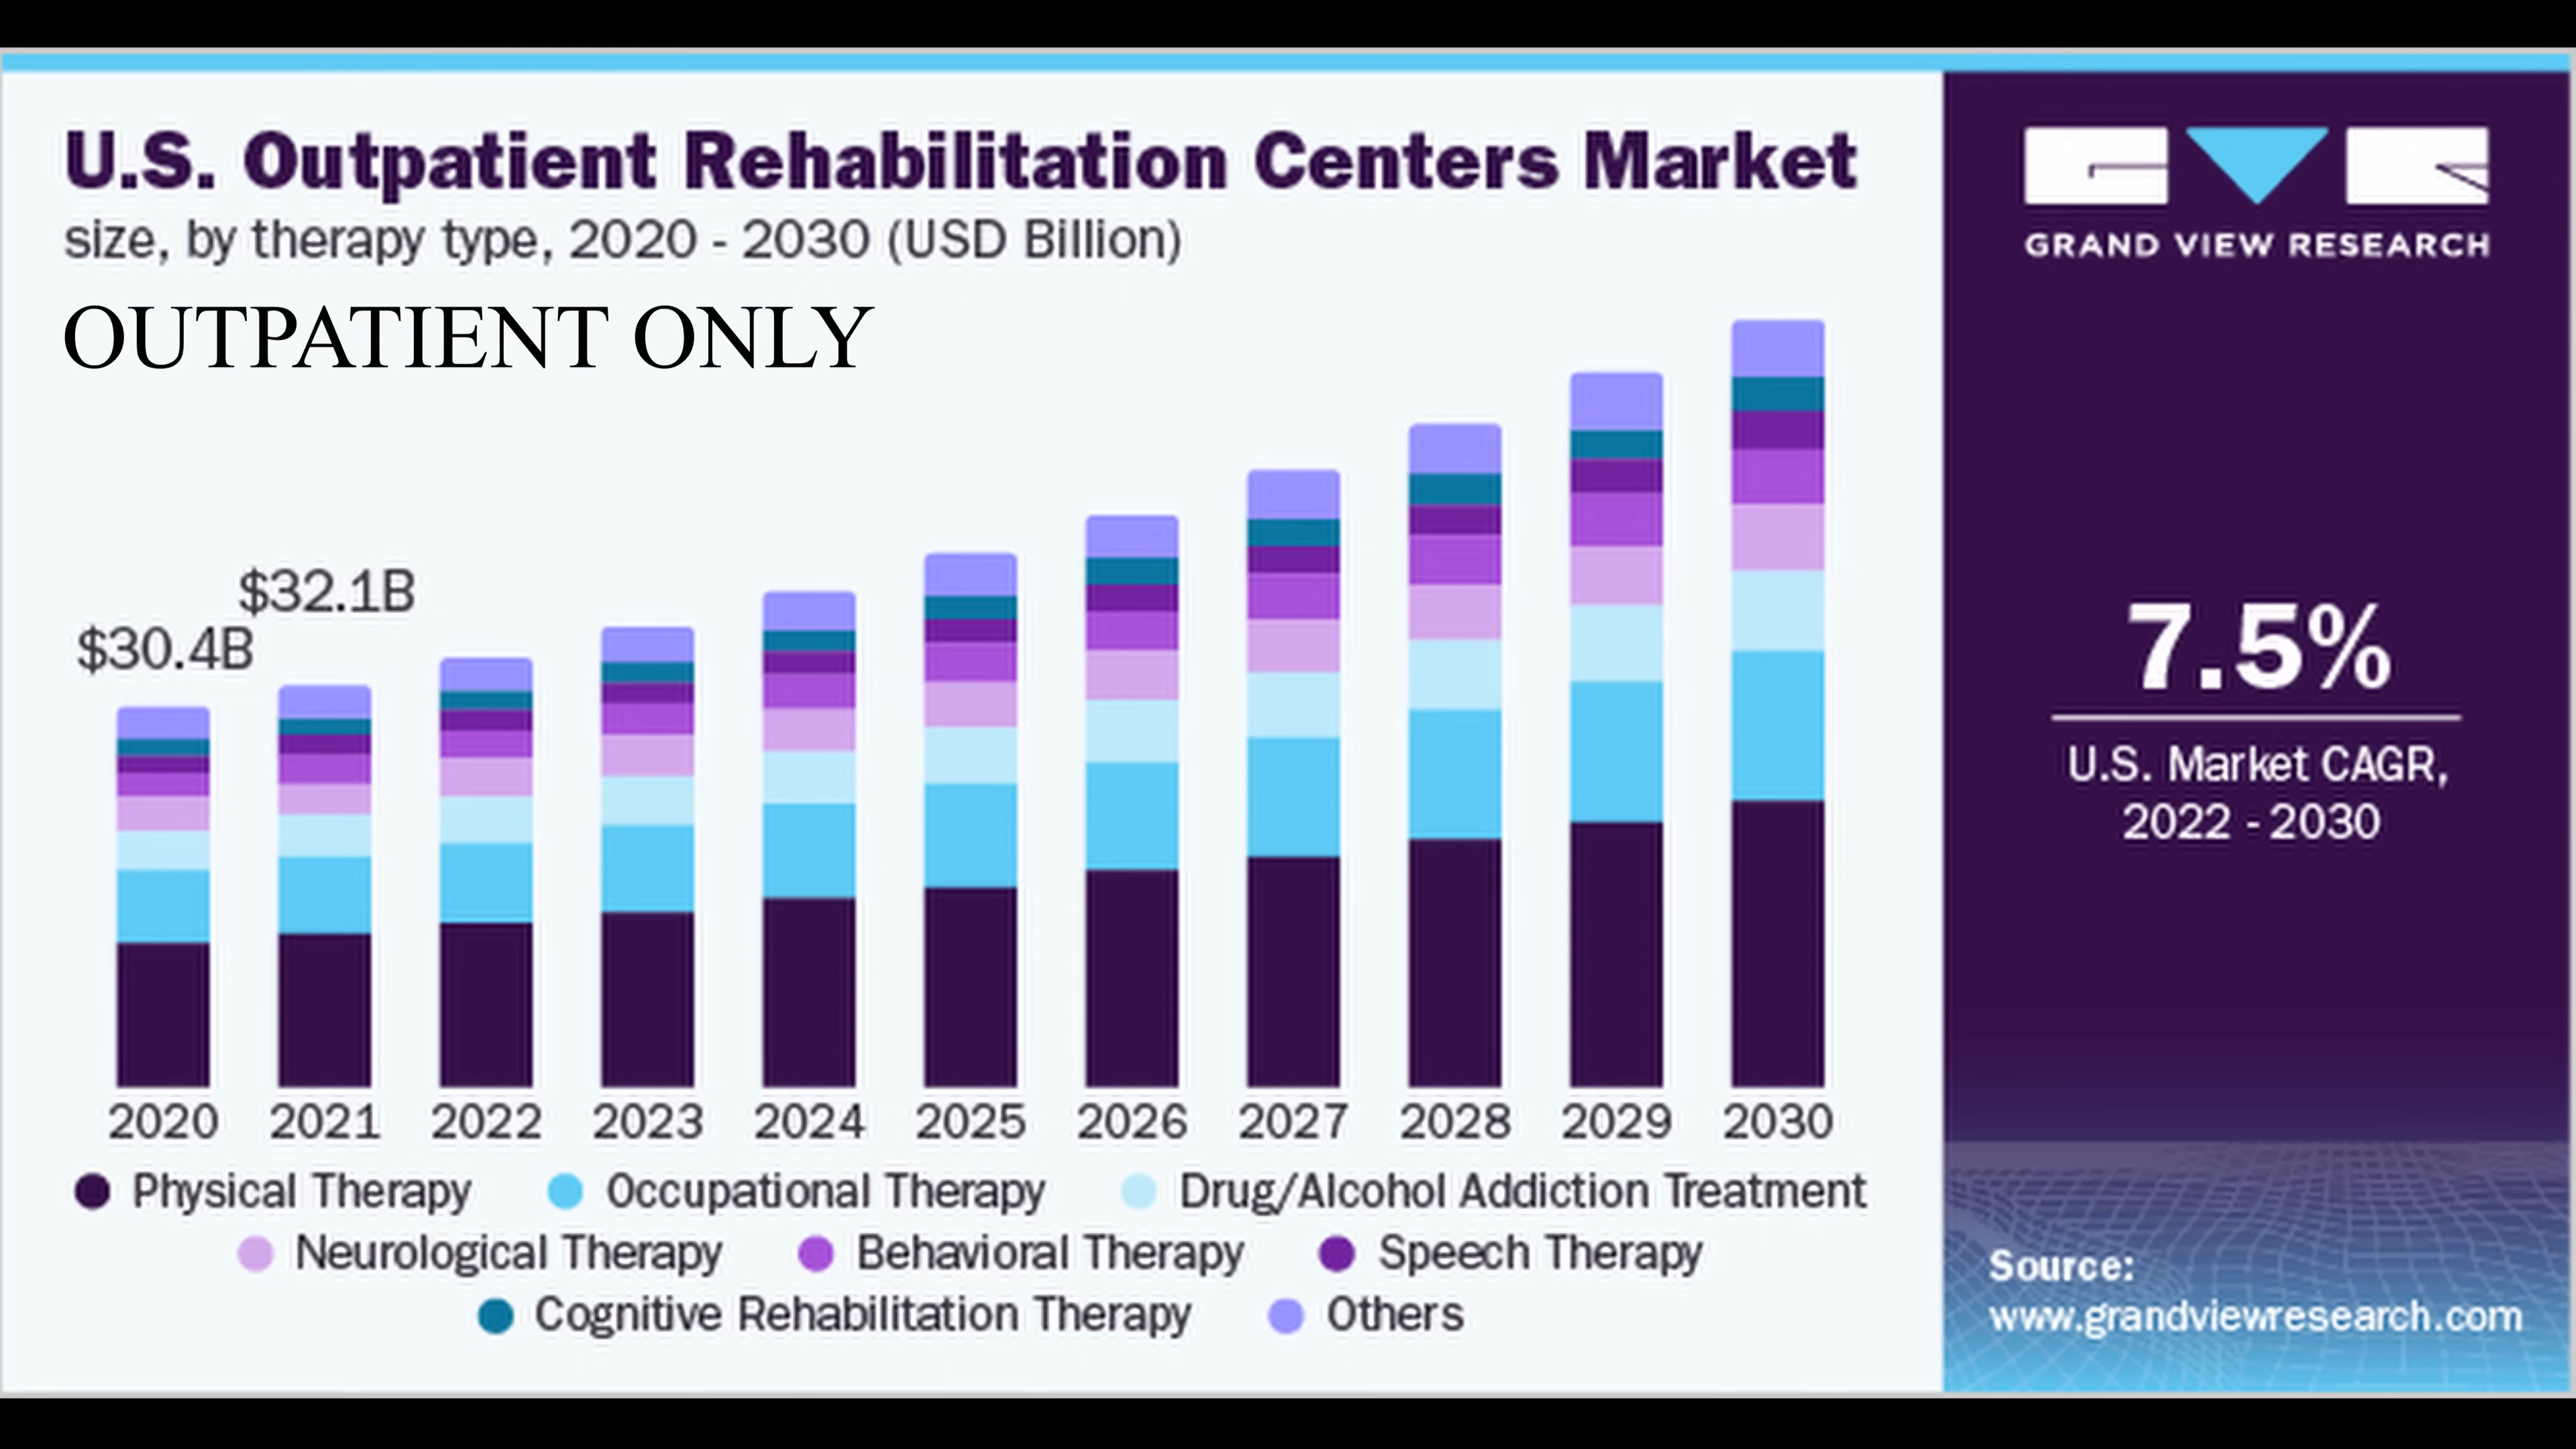 U.S. Outpatient Rehabilitation Centers Market
size, by therapy type, 2020 - 2030 (USD Billion)
OUTPATIENT ONLY
$30.4B
$32.1B
2020 2021 2022 2023 2024 2025 2026 2027 2028 2029 2030
Physical Therapy Occupational Therapy Drug/Alcohol Addiction Treatment
Neurological Therapy Behavioral Therapy Speech Therapy
Cognitive Rehabilitation Therapy Others
GRAND VIEW RESEARCH
7.5%
U.S. Market CAGR,
2022 - 2030
Source:
www.grandviewresearch.com